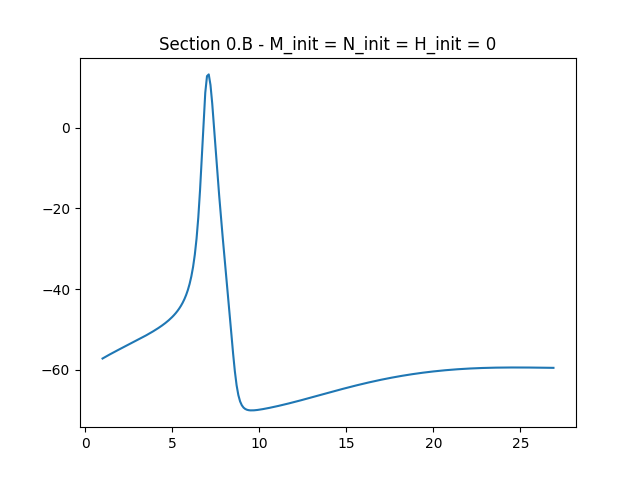 Section 0.B - M_init = N_init = H_init = 0
0
−20
−40
−60
0 5 10 15 20 25